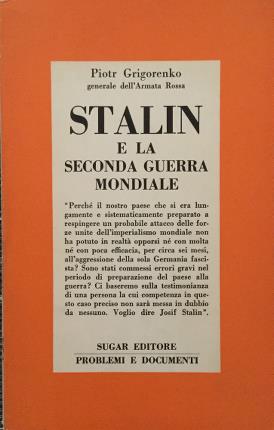 Piotr Grigorenko
generale dell'Armata Rossa
STALIN
E LA
SECONDA GUERRA
MONDIALE
"Perché il nostro paese che si era lun-
gamente e sistematicamente preparato a
respingere un probabile attacco delle for-
ze unite dell'imperialismo mondiale non
ha potuto in realtà opporsi né con molta
né con poca efficacia, per circa sei mesi,
all'aggressione della sola Germania fasci-
sta? Sono stati commessi errori gravi nel
periodo di preparazione del paese alla
guerra? Ci baseremo sulla testimonianza
di una persona la cui competenza in que-
sto caso preciso non sarà messa in dubbio
da nessuno. Voglio dire Josif Stalin".
SUGAR EDITORE
PROBLEMI E DOCUMENTI